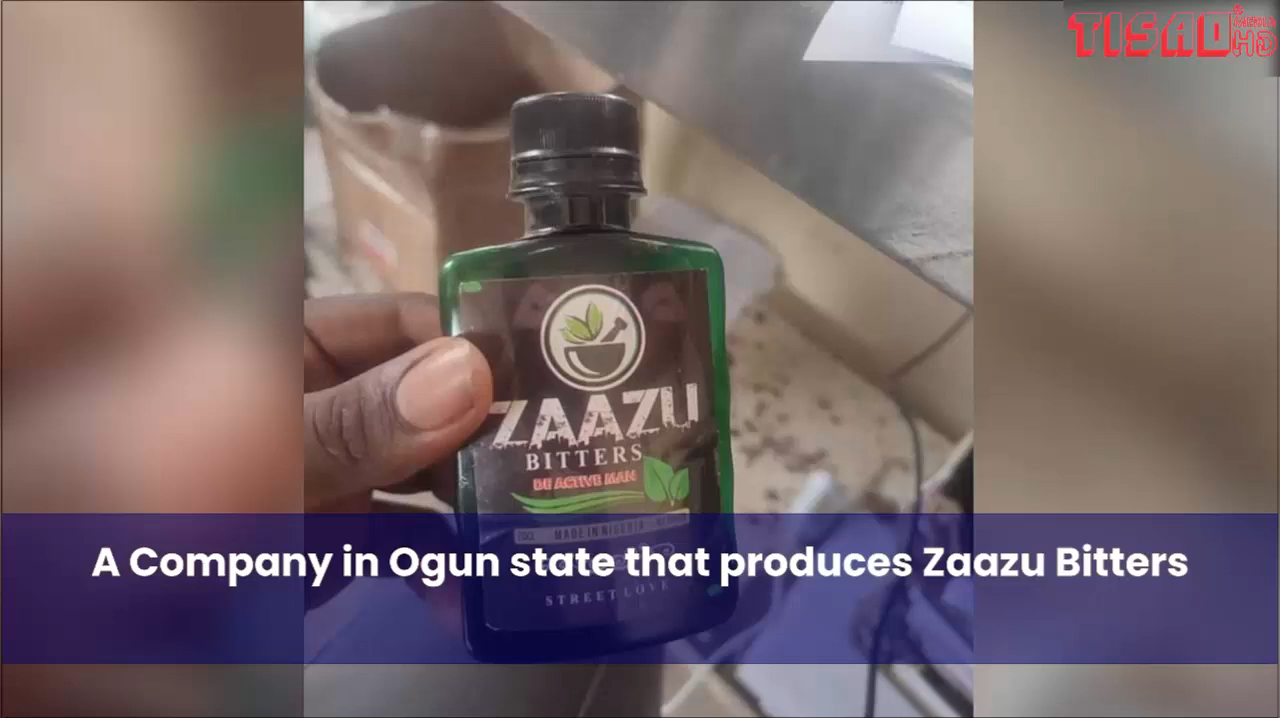 TISAD
HD
ZAAZU
BITTERS
BE ACTIVE MAN
MADE IN NIGERIA
A Company in Ogun state that produces Zaazu Bitters
STREET LOVE